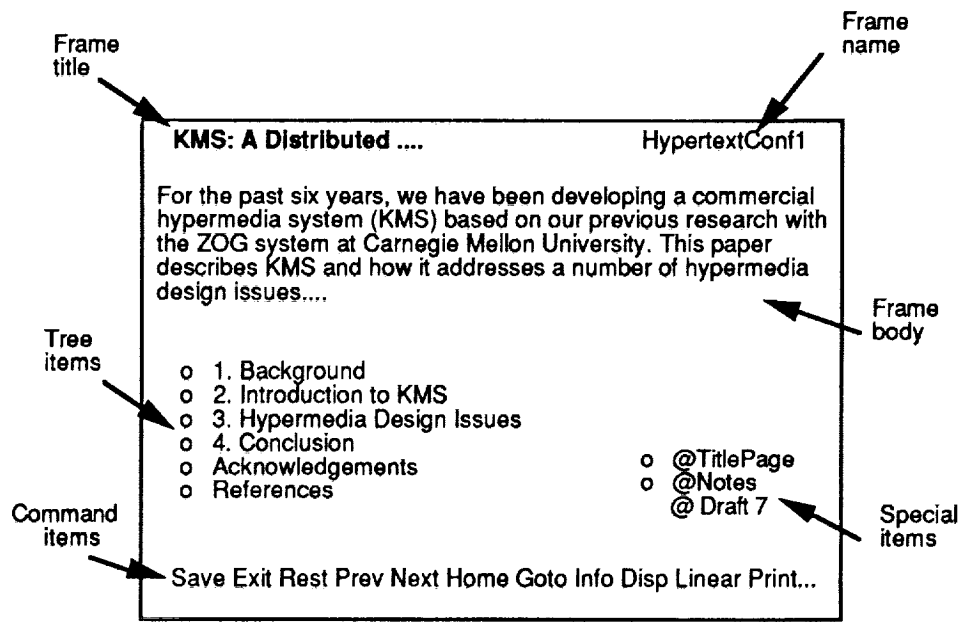 Frame
title
Frame
name
KMS: A Distributed ....
HypertextConf1
For the past six years, we have been developing a commercial
hypermedia system (KMS) based on our previous research with
the ZOG system at Carnegie Mellon University. This paper
describes KMS and how it addresses a number of hypermedia
design issues....
Frame
body
Tree
items
o 1. Background
o 2. Introduction to KMS
o 3. Hypermedia Design Issues
o 4. Conclusion
o Acknowledgements
o References
o @TitlePage
o @Notes
@ Draft 7
Special
items
Command
items
Save Exit Rest Prev Next Home Goto Info Disp Linear Print...